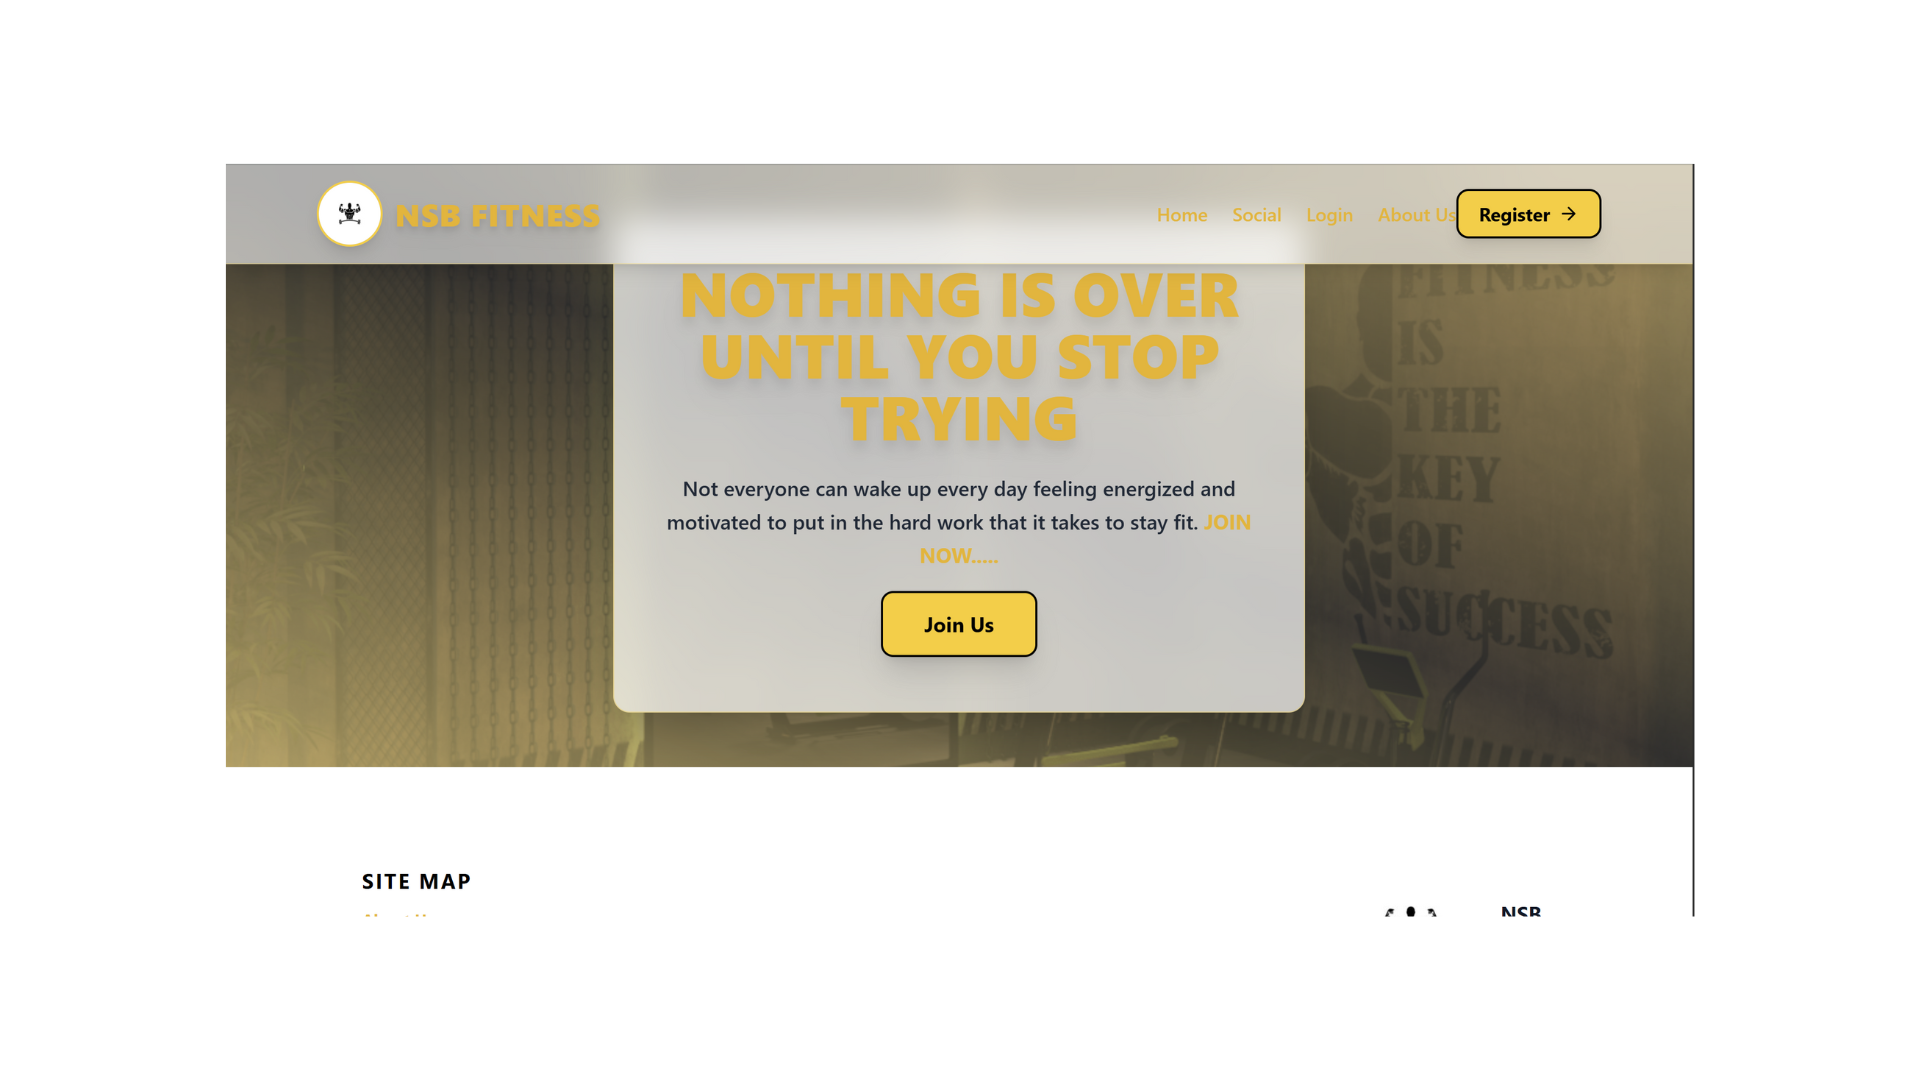 NSB FITNESS
Home Social Login About Us Register
NOTHING IS OVER
UNTIL YOU STOP
TRYING
Not everyone can wake up every day feeling energized and
motivated to put in the hard work that it takes to stay fit. JOIN
NOW.....
Join Us
FITNESS
IS
THE
KEY
OF
SUCCESS
SITE MAP
NSB